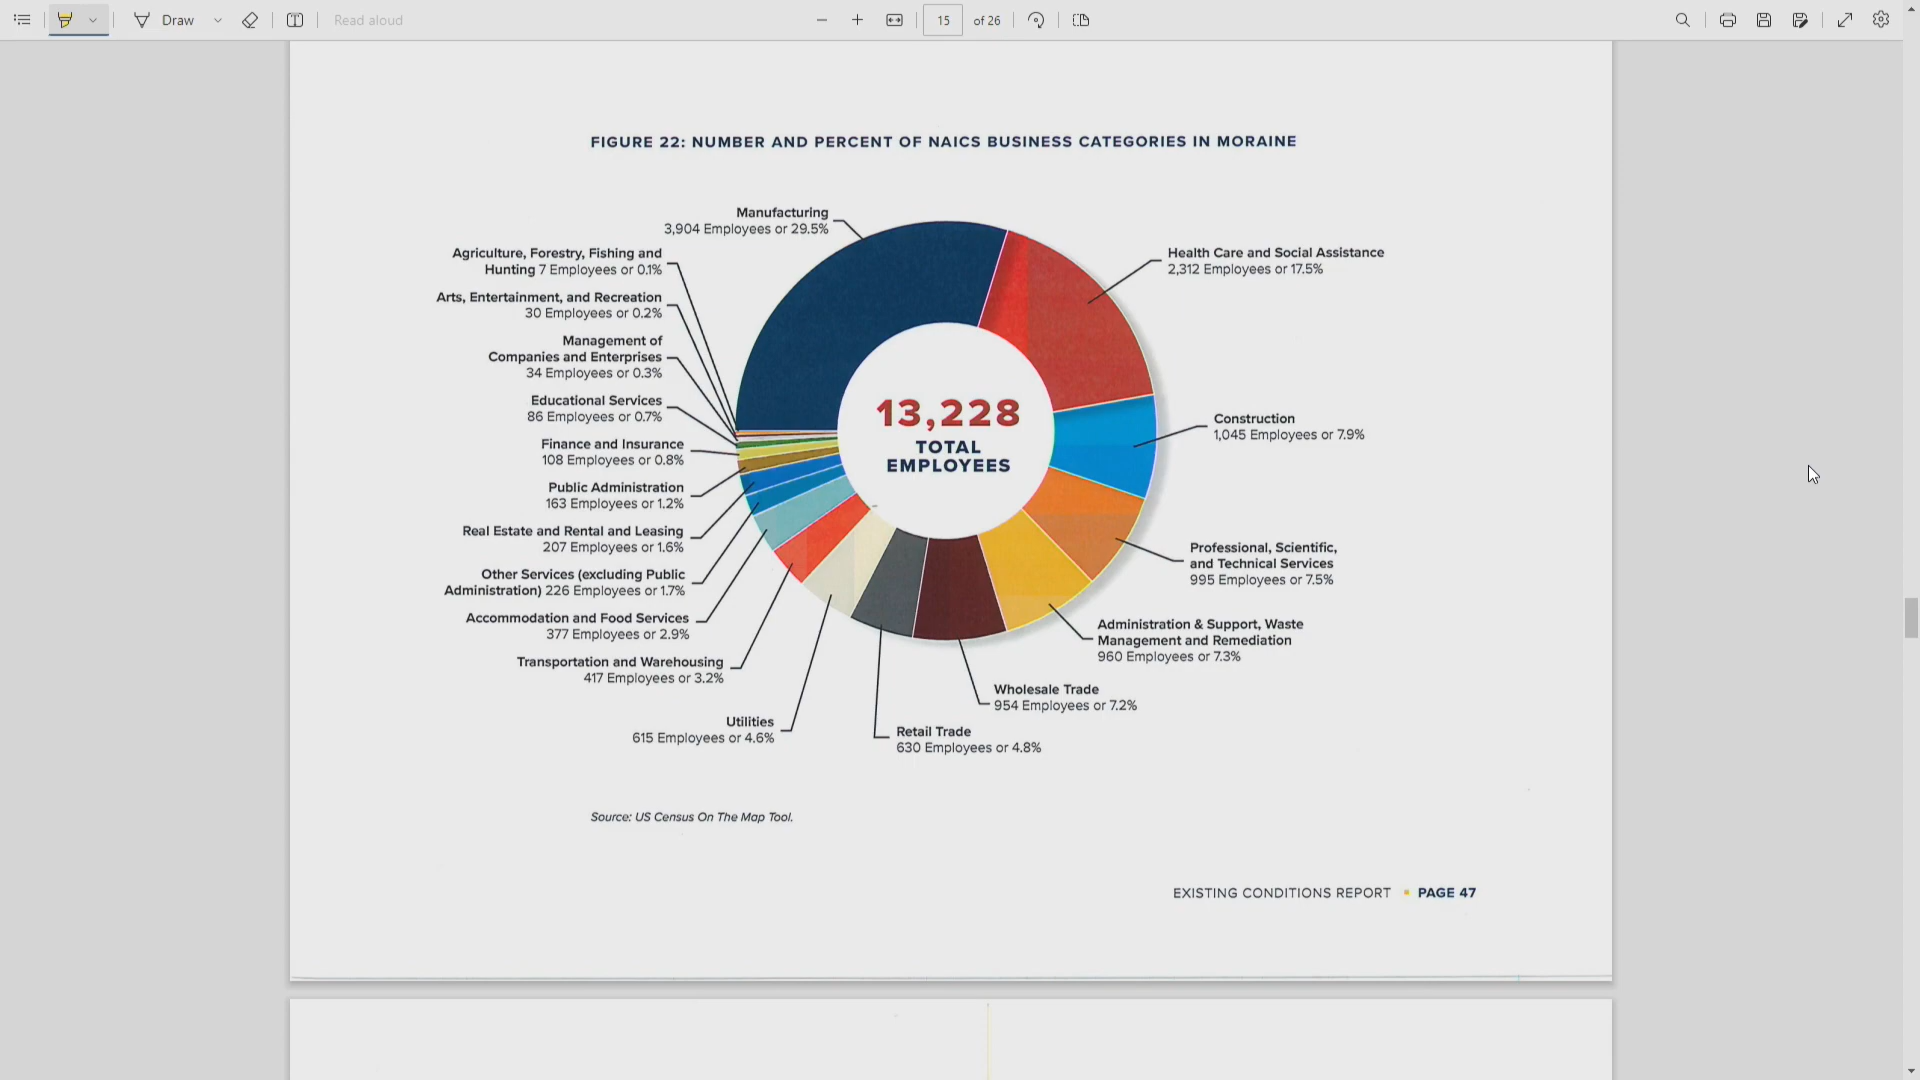 Draw
Read aloud
15
of 26
FIGURE 22: NUMBER AND PERCENT OF NAICS BUSINESS CATEGORIES IN MORAINE
Manufacturing
3,904 Employees or 29.5%
Agriculture, Forestry, Fishing and
Hunting 7 Employees or 0.1%
Arts, Entertainment, and Recreation
30 Employees or 0.2%
Management of
Companies and Enterprises
34 Employees or 0.3%
Educational Services
86 Employees or 0.7%
Finance and Insurance
108 Employees or 0.8%
Public Administration
163 Employees or 1.2%
Real Estate and Rental and Leasing
207 Employees or 1.6%
Other Services (excluding Public
Administration) 226 Employees or 1.7%
Accommodation and Food Services
377 Employees or 2.9%
Transportation and Warehousing
417 Employees or 3.2%
Utilities
615 Employees or 4.6%
13,228
TOTAL
EMPLOYEES
Health Care and Social Assistance
2,312 Employees or 17.5%
Construction
1,045 Employees or 7.9%
Professional, Scientific,
and Technical Services
995 Employees or 7.5%
Administration & Support, Waste
Management and Remediation
960 Employees or 7.3%
Wholesale Trade
954 Employees or 7.2%
Retail Trade
630 Employees or 4.8%
Source: US Census On The Map Tool.
EXISTING CONDITIONS REPORT ▪ PAGE 47